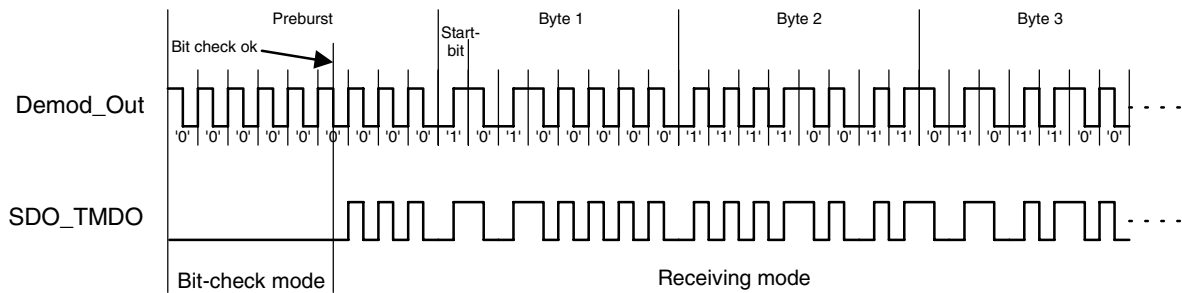 Preburst
Byte 1
Byte 2
Byte 3
Start-
bit
Bit check ok
Demod_Out
'0' '0' '0' '0' '0' '0' '0' '0' '0' '1' '0' '1' '0' '0' '0' '0' '0' '1' '1' '1' '1' '0' '0' '1' '1' '0' '1' '0' '1' '1' '0' '0'
SDO_TMDO
Bit-check mode
Receiving mode